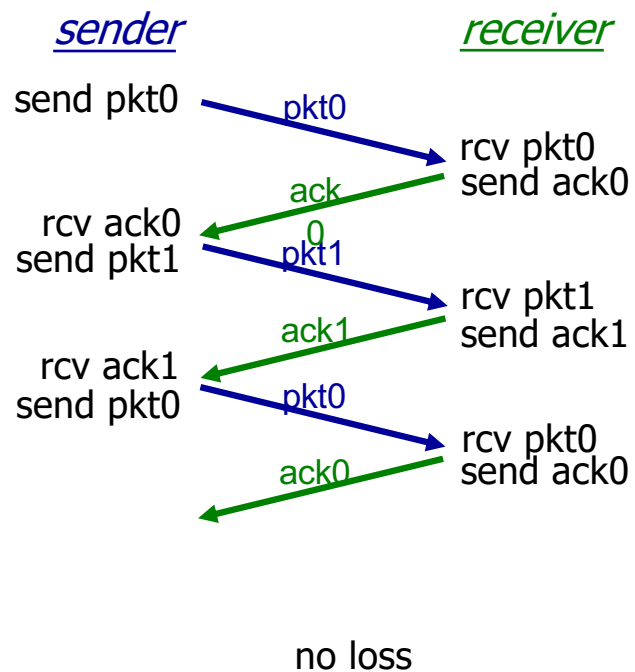 sender
receiver
send pkt0
pkt0
rcv pkt0
send ack0
ack
0
rcv ack0
send pkt1
pkt1
rcv pkt1
send ack1
ack1
rcv ack1
send pkt0
pkt0
rcv pkt0
send ack0
ack0
no loss